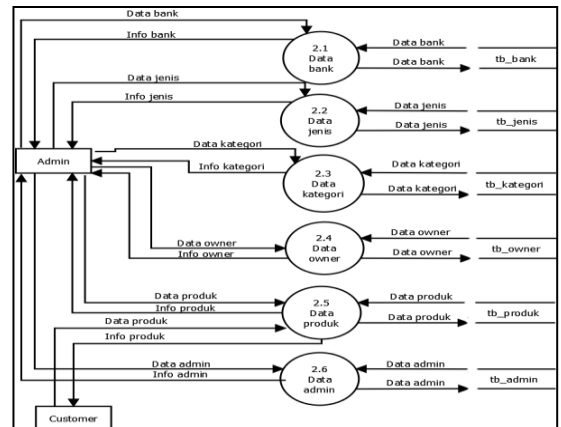 Data bank
Info bank
2.1
Data
bank
Data bank
Data bank
tb_bank
Data jenis
Info jenis
2.2
Data
jenis
Data jenis
Data jenis
tb_jenis
Admin
Data kategori
Info kategori
2.3
Data
kategori
Data kategori
Data kategori
tb_kategori
Data owner
Info owner
2.4
Data
owner
Data owner
Data owner
tb_owner
Data produk
Info produk
Data produk
Info produk
2.5
Data
produk
Data produk
Data produk
tb_produk
Data admin
Info admin
2.6
Data
admin
Data admin
Data admin
tb_admin
Customer